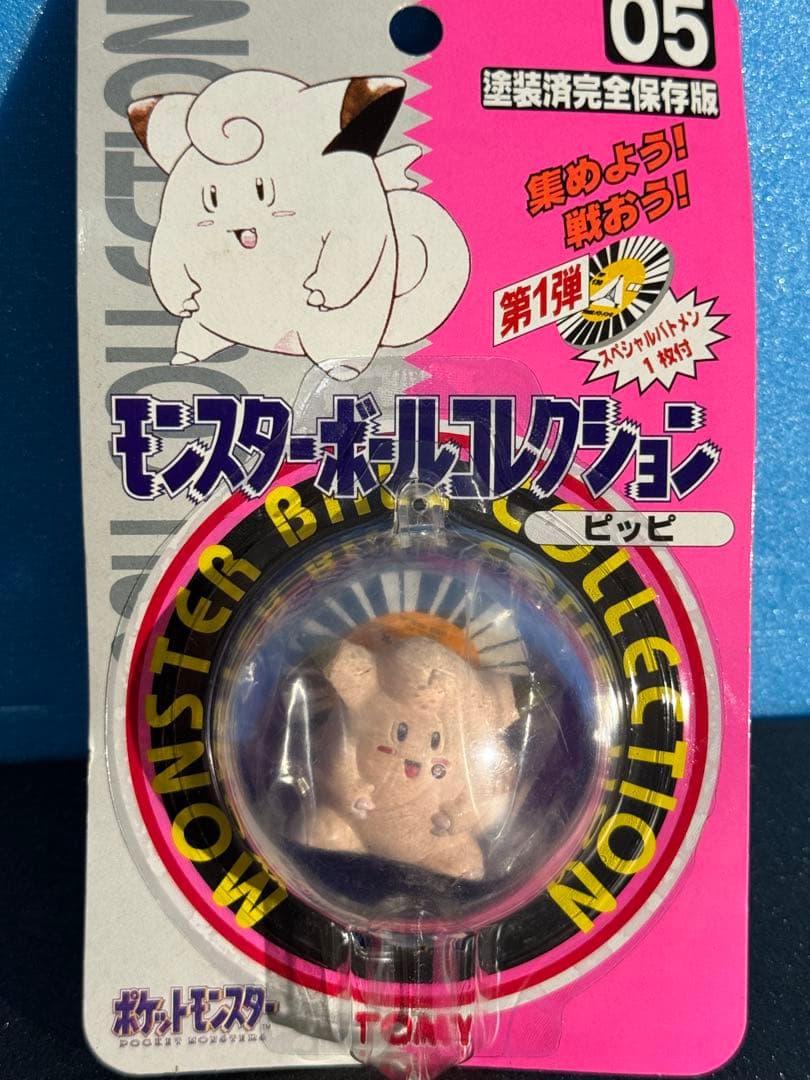 05
塗装済完全保存版
集めよう!
戦おう!
第1弾
スペシャルバトメン
1枚付
モンスターボールコレクション
ピッピ
MONSTER BALL COLLECTION
ポケットモンスター
POCKET MONSTERS
TOMY